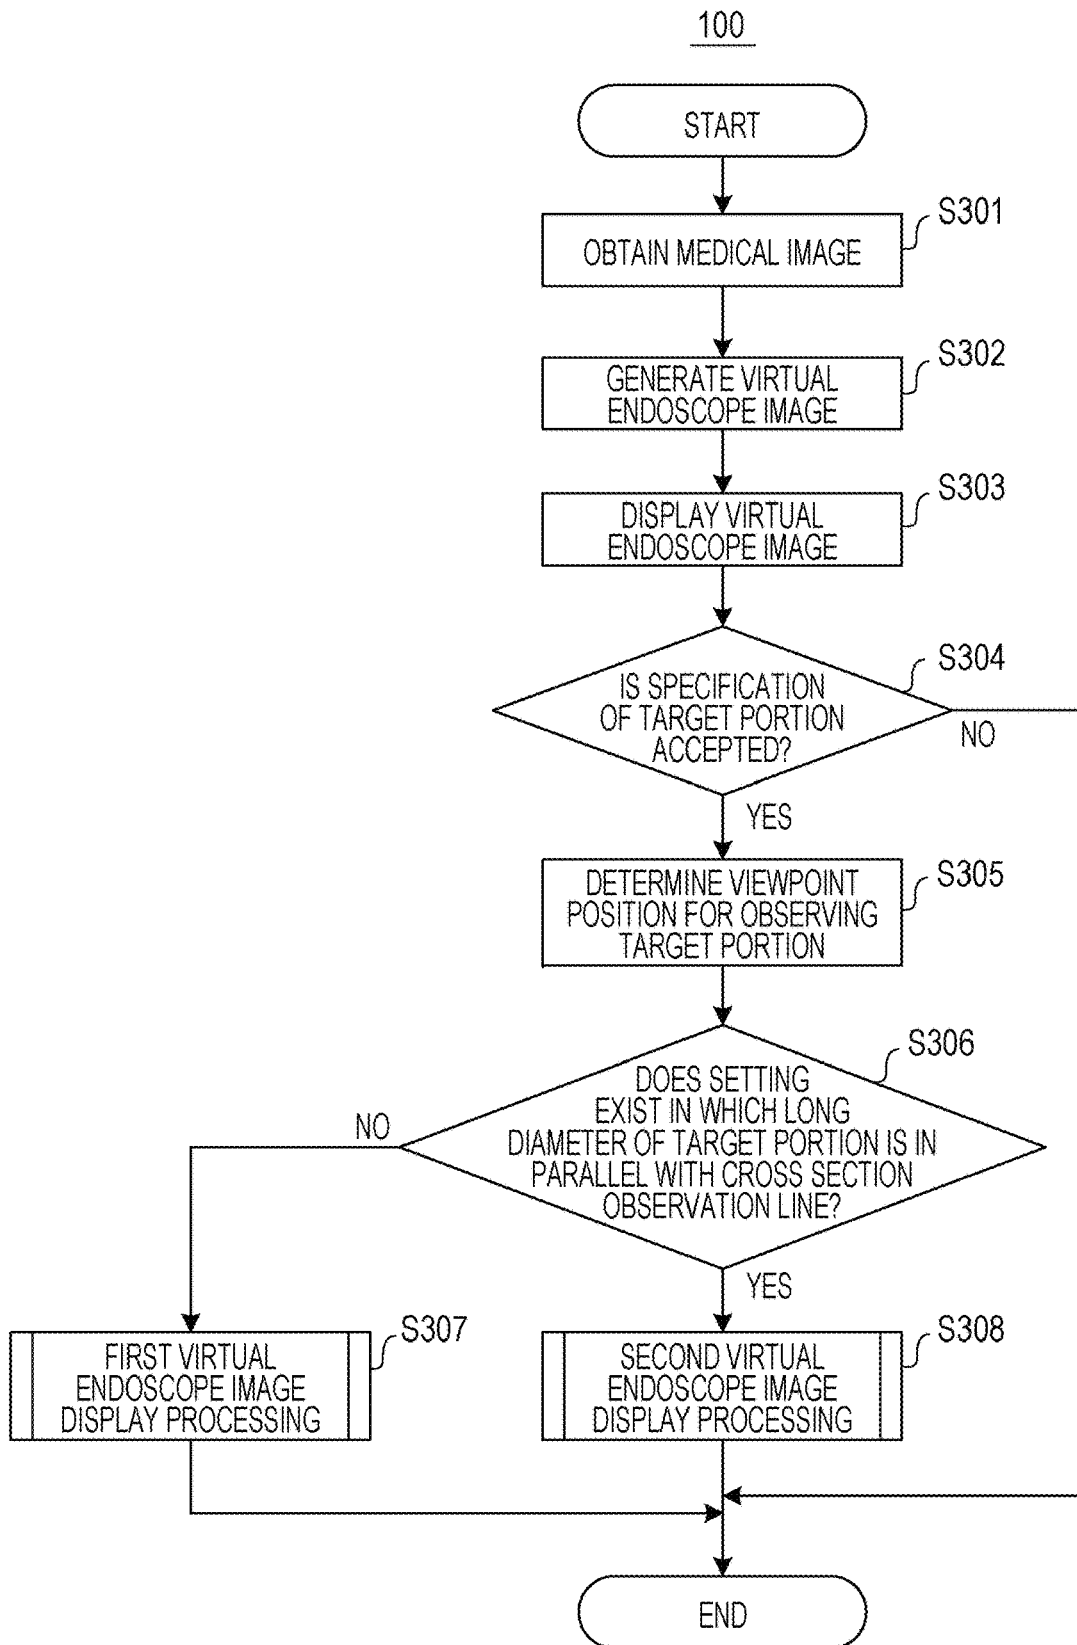 100
START
S301
OBTAIN MEDICAL IMAGE
S302
GENERATE VIRTUAL
ENDOSCOPE IMAGE
S303
DISPLAY VIRTUAL
ENDOSCOPE IMAGE
S304
IS SPECIFICATION
OF TARGET PORTION
ACCEPTED?
NO
YES
S305
DETERMINE VIEWPOINT
POSITION FOR OBSERVING
TARGET PORTION
S306
DOES SETTING
EXIST IN WHICH LONG
DIAMETER OF TARGET PORTION IS IN
PARALLEL WITH CROSS SECTION
OBSERVATION LINE?
NO
YES
S307
FIRST VIRTUAL
ENDOSCOPE IMAGE
DISPLAY PROCESSING
S308
SECOND VIRTUAL
ENDOSCOPE IMAGE
DISPLAY PROCESSING
END